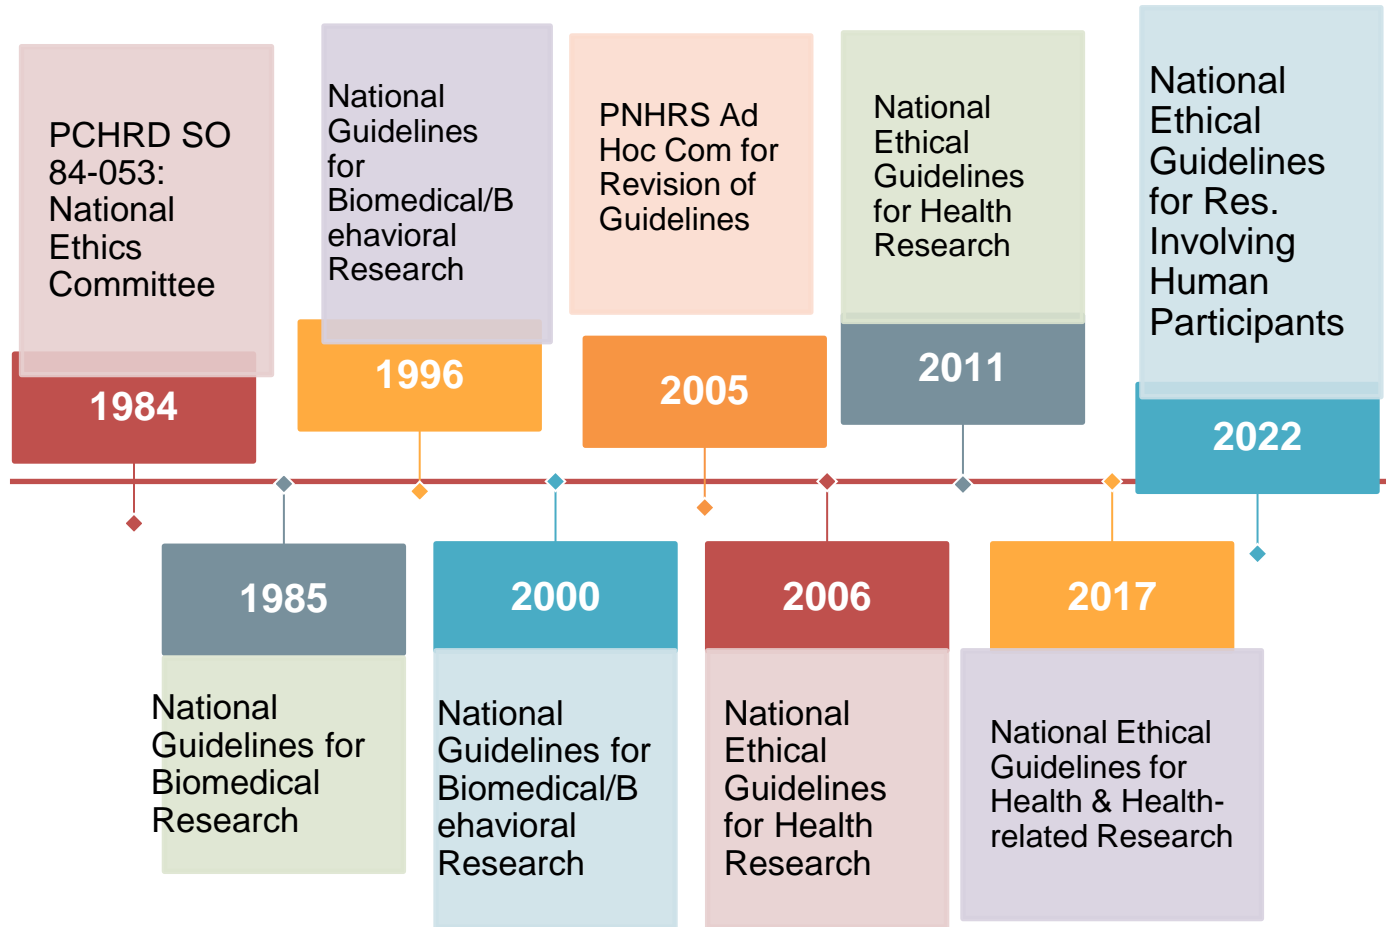 PCHRD SO
84-053:
National
Ethics
Committee
1984
National
Guidelines
for
Biomedical/B
ehavioral
Research
1996
PNHRS Ad
Hoc Com for
Revision of
Guidelines
2005
National
Ethical
Guidelines
for Health
Research
2011
National
Ethical
Guidelines
for Res.
Involving
Human
Participants
2022
1985
National
Guidelines for
Biomedical
Research
2000
National
Guidelines for
Biomedical/B
ehavioral
Research
2006
National
Ethical
Guidelines
for Health
Research
2017
National Ethical
Guidelines for
Health & Health-
related Research